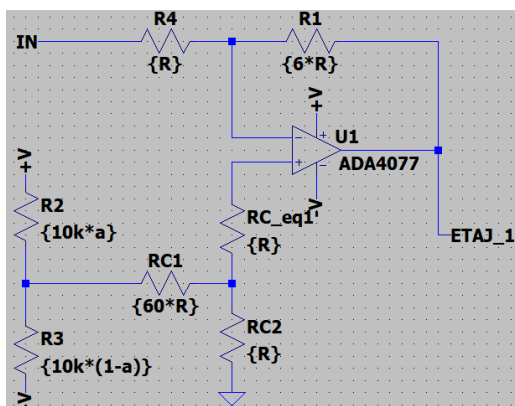 R4
R1
IN
{R}
{6*R}
+V
U1
ADA4077
-V
+V
R2
{10k*a}
RC_eq1
{R}
ETAJ_1
RC1
{60*R}
R3
{10k*(1-a)}
RC2
{R}